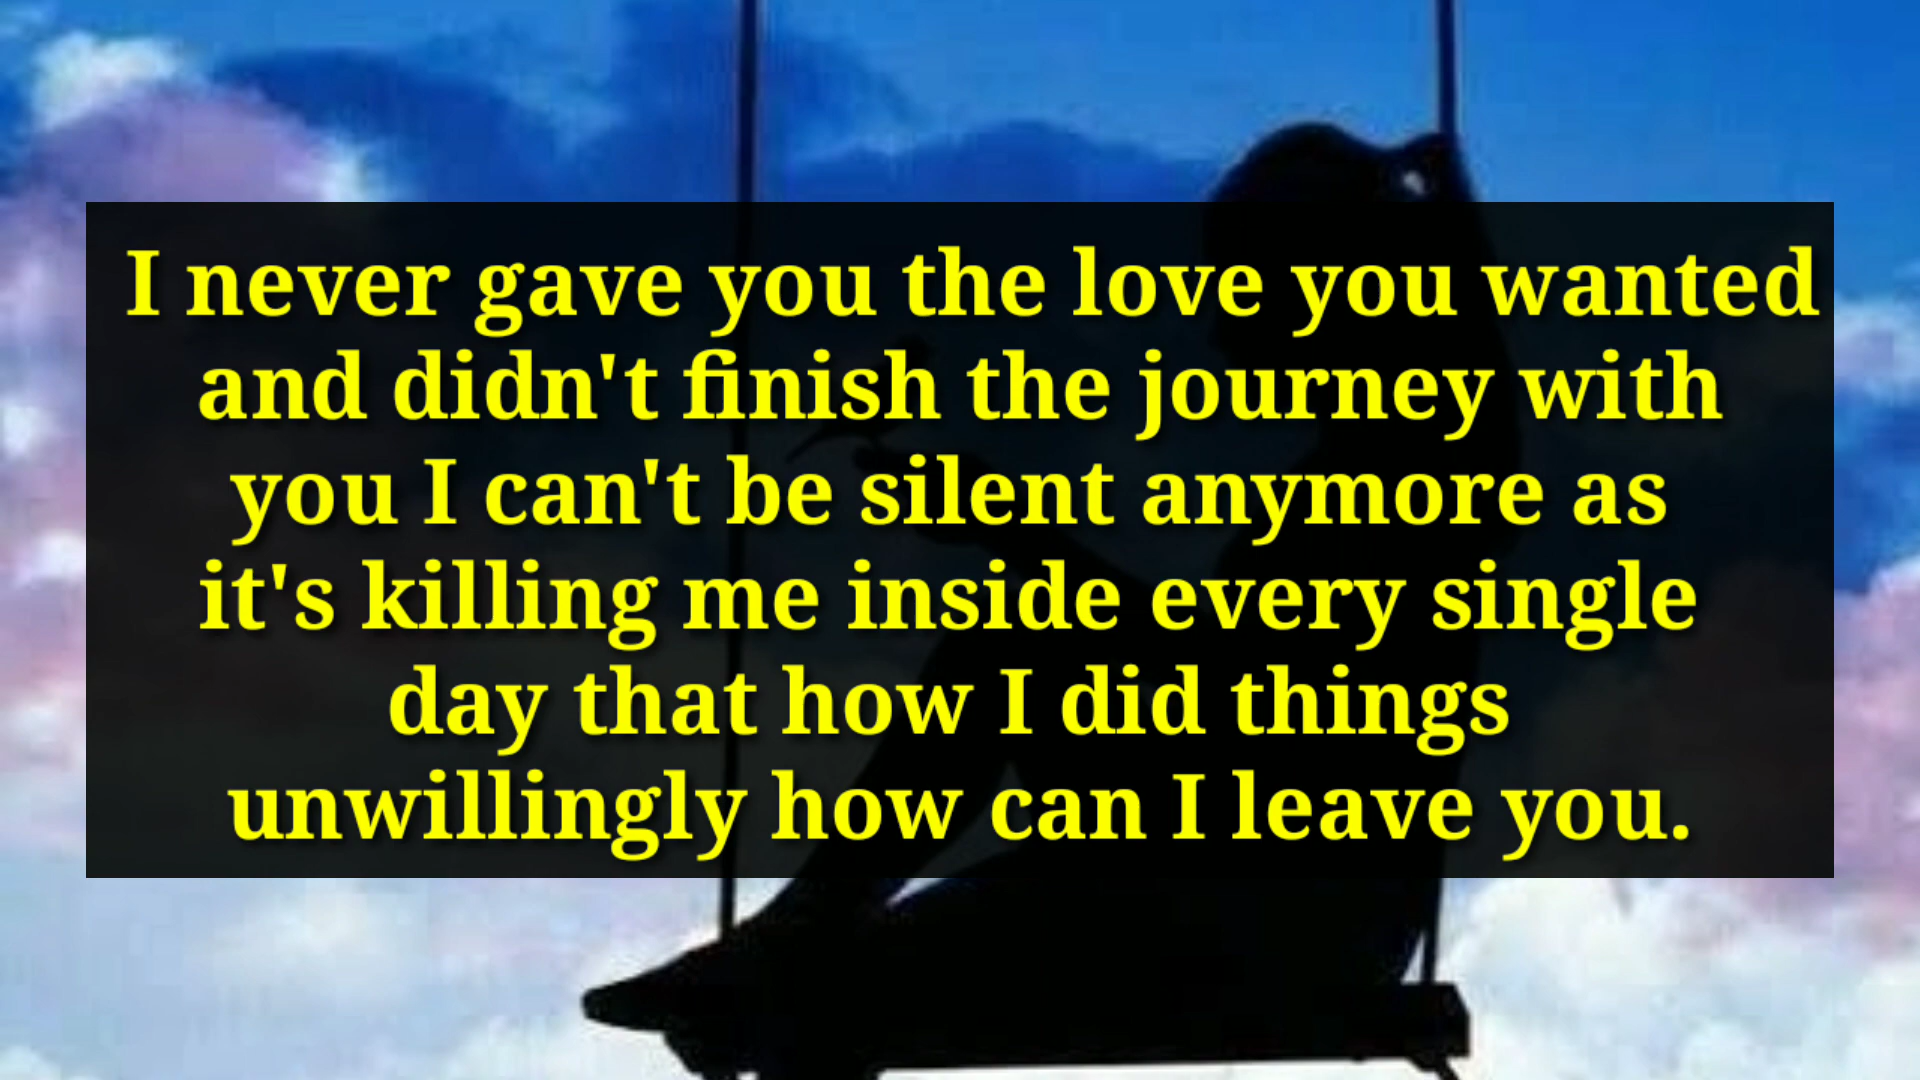 I never gave you the love you wanted
and didn't finish the journey with
you I can't be silent anymore as
it's killing me inside every single
day that how I did things
unwillingly how can I leave you.